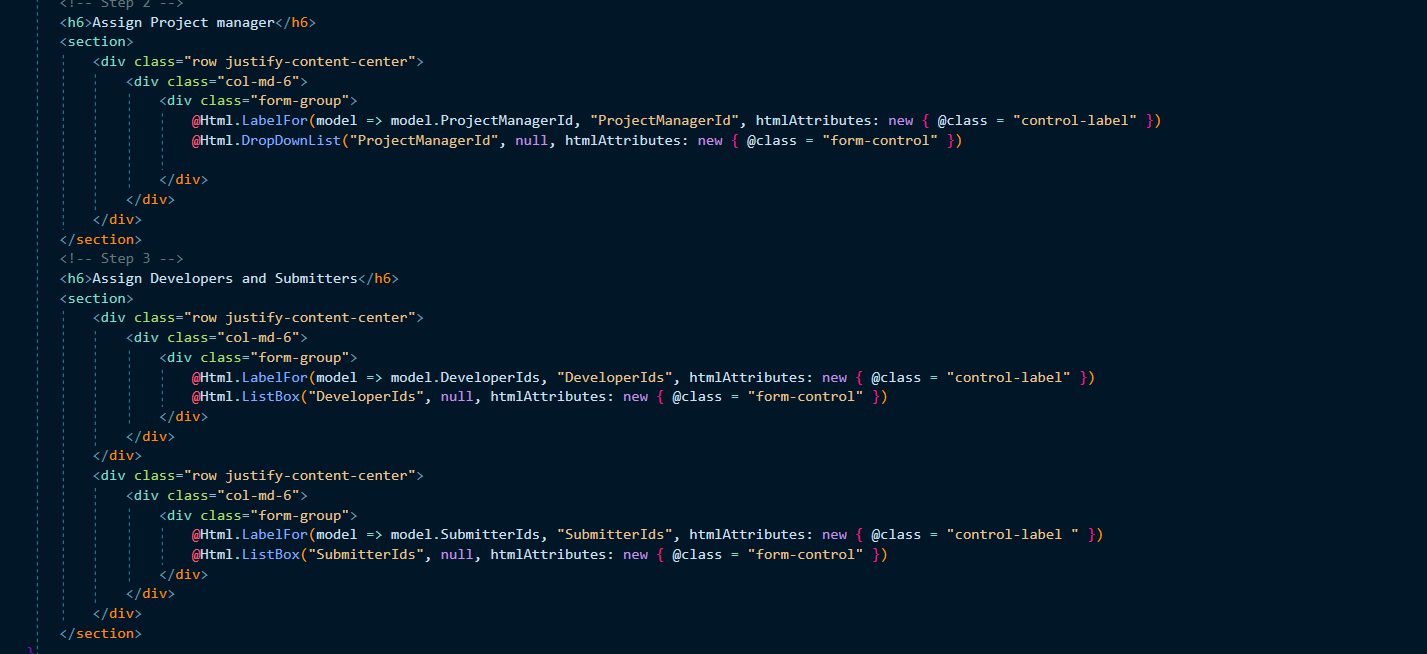 <!-- Step 2 -->
<h6>Assign Project manager</h6>
<section>
<div class="row justify-content-center">
<div class="col-md-6">
<div class="form-group">
@Html.LabelFor(model => model.ProjectManagerId, "ProjectManagerId", htmlAttributes: new { @class = "control-label" })
@Html.DropDownList("ProjectManagerId", null, htmlAttributes: new { @class = "form-control" })
</div>
</div>
</div>
</section>
<!-- Step 3 -->
<h6>Assign Developers and Submitters</h6>
<section>
<div class="row justify-content-center">
<div class="col-md-6">
<div class="form-group">
@Html.LabelFor(model => model.DeveloperIds, "DeveloperIds", htmlAttributes: new { @class = "control-label" })
@Html.ListBox("DeveloperIds", null, htmlAttributes: new { @class = "form-control" })
</div>
</div>
</div>
<div class="row justify-content-center">
<div class="col-md-6">
<div class="form-group">
@Html.LabelFor(model => model.SubmitterIds, "SubmitterIds", htmlAttributes: new { @class = "control-label " })
@Html.ListBox("SubmitterIds", null, htmlAttributes: new { @class = "form-control" })
</div>
</div>
</div>
</section>
}